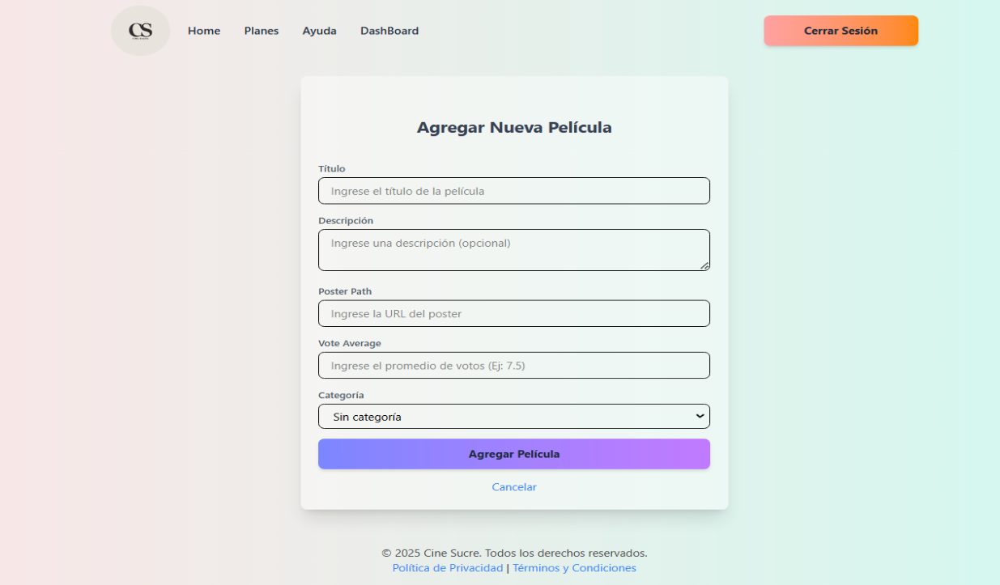 CS
Home Planes Ayuda DashBoard Cerrar Sesión
Agregar Nueva Película
Título
Ingrese el título de la película
Descripción
Ingrese una descripción (opcional)
Poster Path
Ingrese la URL del poster
Vote Average
Ingrese el promedio de votos (Ej: 7.5)
Categoría
Sin categoría
Agregar Película
Cancelar
© 2025 Cine Sucre. Todos los derechos reservados.
Política de Privacidad | Términos y Condiciones